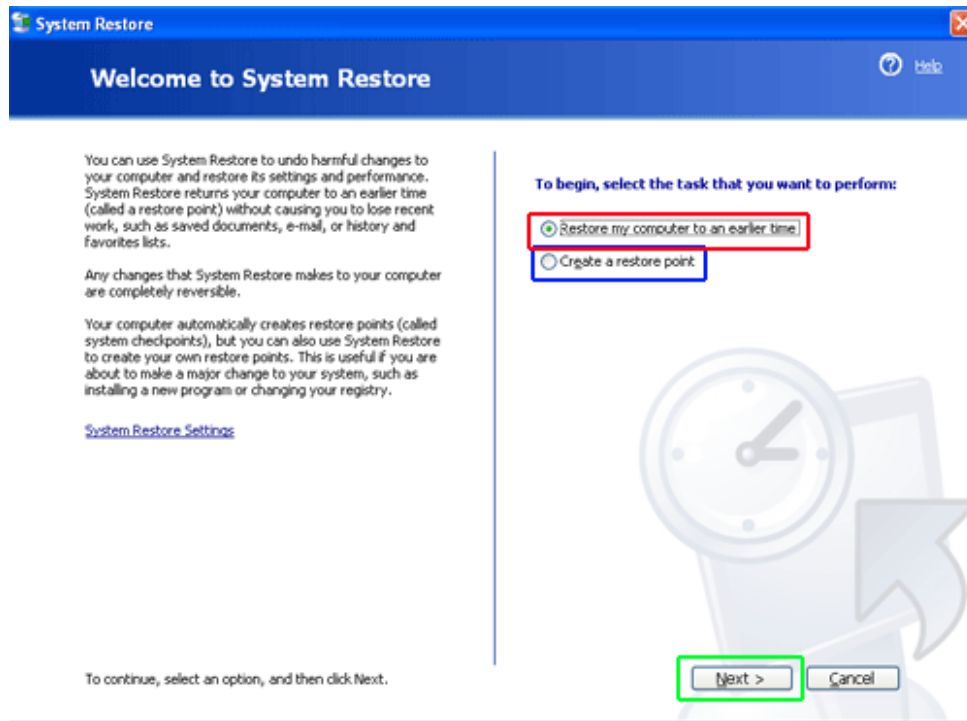 System Restore
Welcome to System Restore
Help
You can use System Restore to undo harmful changes to
your computer and restore its settings and performance.
System Restore returns your computer to an earlier time
(called a restore point) without causing you to lose recent
work, such as saved documents, e-mail, or history and
favorites lists.
Any changes that System Restore makes to your computer
are completely reversible.
Your computer automatically creates restore points (called
system checkpoints), but you can also use System Restore
to create your own restore points. This is useful if you are
about to make a major change to your system, such as
installing a new program or changing your registry.
System Restore Settings
To begin, select the task that you want to perform:
Restore my computer to an earlier time
Create a restore point
To continue, select an option, and then click Next.
Next >
Cancel